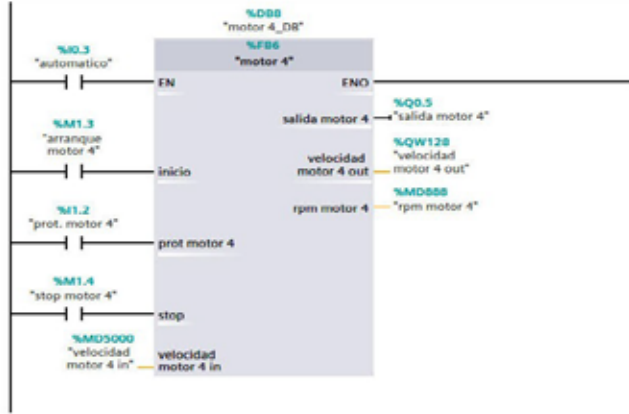 %DB8
"motor 4_DB"
%FB6
"motor 4"
%I0.3
"automatico"
EN
ENO
salida motor 4
%Q0.5
"salida motor 4"
%M1.3
"arranque
motor 4"
inicio
velocidad
motor 4 out
%QW128
"velocidad
motor 4 out"
rpm motor 4
%MD888
"rpm motor 4"
%I1.2
"prot. motor 4"
prot motor 4
%M1.4
"stop motor 4"
stop
%MD5000
"velocidad
motor 4 in"
velocidad
motor 4 in